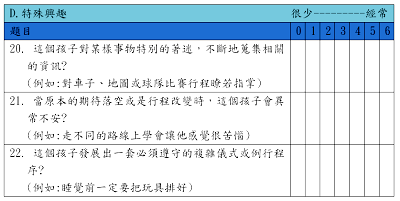 D.特殊興趣 很少---------經常
題目 0 1 2 3 4 5 6
20. 這個孩子對某樣事物特別的著迷，不斷地蒐集相關
的資訊?
(例如:對車子、地圖或球隊比賽行程瞭若指掌)
21. 當原本的期待落空或是行程改變時，這個孩子會異
常不安?
(例如:走不同的路線上學會讓他感覺很苦惱)
22. 這個孩子發展出一套必須遵守的複雜儀式或例行程
序?
(例如:睡覺前一定要把玩具排好)